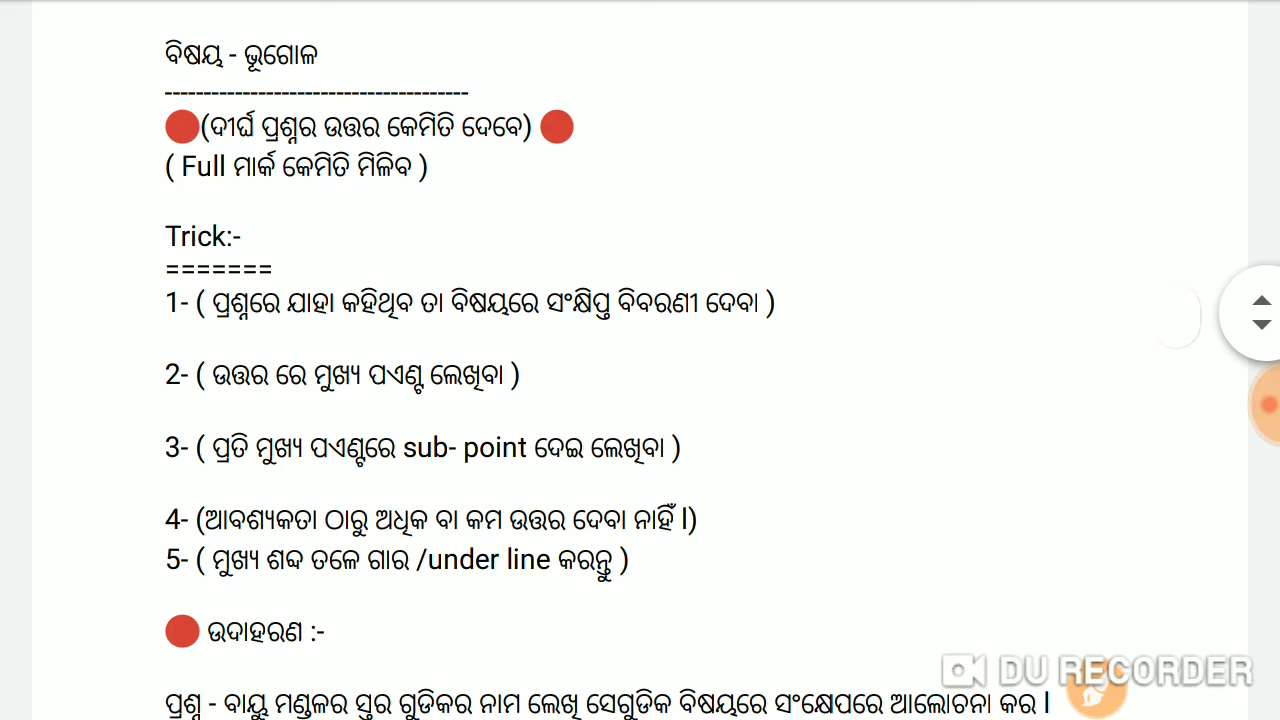 ବିଷୟ - ଭୂଗୋଳ
---------------------------------------
(ଦୀର୍ଘ ପ୍ରଶ୍ନର ଉତ୍ତର କେମିତି ଦେବେ)
( Full ମାର୍କ କେମିତି ମିଳିବ )
Trick:-
=======
1- ( ପ୍ରଶ୍ନରେ ଯାହା କହିଥିବ ତା ବିଷୟରେ ସଂକ୍ଷିପ୍ତ ବିବରଣୀ ଦେବା )
2- ( ଉତ୍ତର ରେ ମୁଖ୍ୟ ପଏଣ୍ଟ ଲେଖିବା )
3- ( ପ୍ରତି ମୁଖ୍ୟ ପଏଣ୍ଟରେ sub- point ଦେଇ ଲେଖିବା )
4- (ଆବଶ୍ୟକତା ଠାରୁ ଅଧିକ ବା କମ ଉତ୍ତର ଦେବା ନାହିଁ l)
5- ( ମୁଖ୍ୟ ଶବ୍ଦ ତଳେ ଗାର /under line କରନ୍ତୁ )
ଉଦାହରଣ :-
DU RECORDER
ପ୍ରଶ୍ନ - ବାୟୁ ମଣ୍ଡଳର ସ୍ତର ଗୁଡିକର ନାମ ଲେଖି ସେଗୁଡିକ ବିଷୟରେ ସଂକ୍ଷେପରେ ଆଲୋଚନା କର l